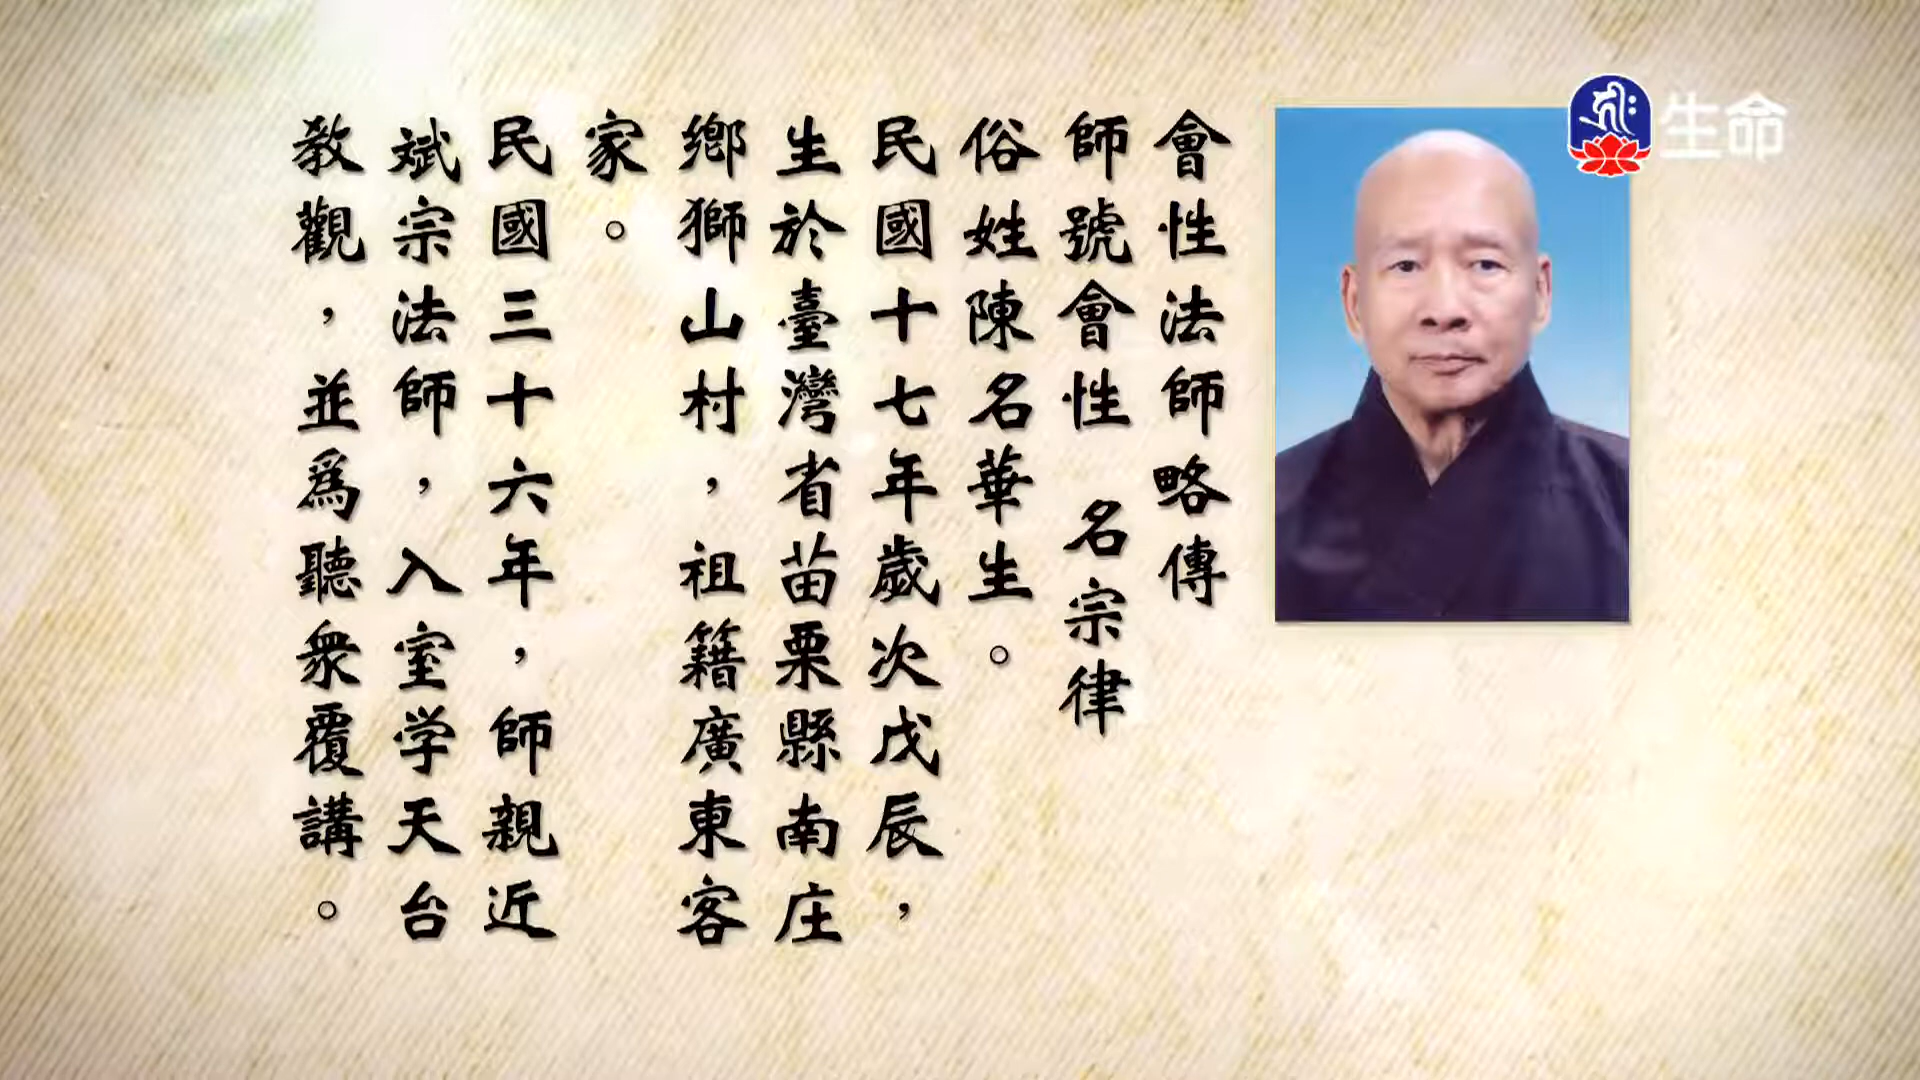 會性法師略傳
師號會性 名宗律
俗姓陳名華生。
民國十七年歲次戊辰，
生於臺灣省苗栗縣南庄
鄉獅山村，祖籍廣東客
家。
民國三十六年，師親近
斌宗法師，入室学天台
教觀，並為聽衆覆講。
生命